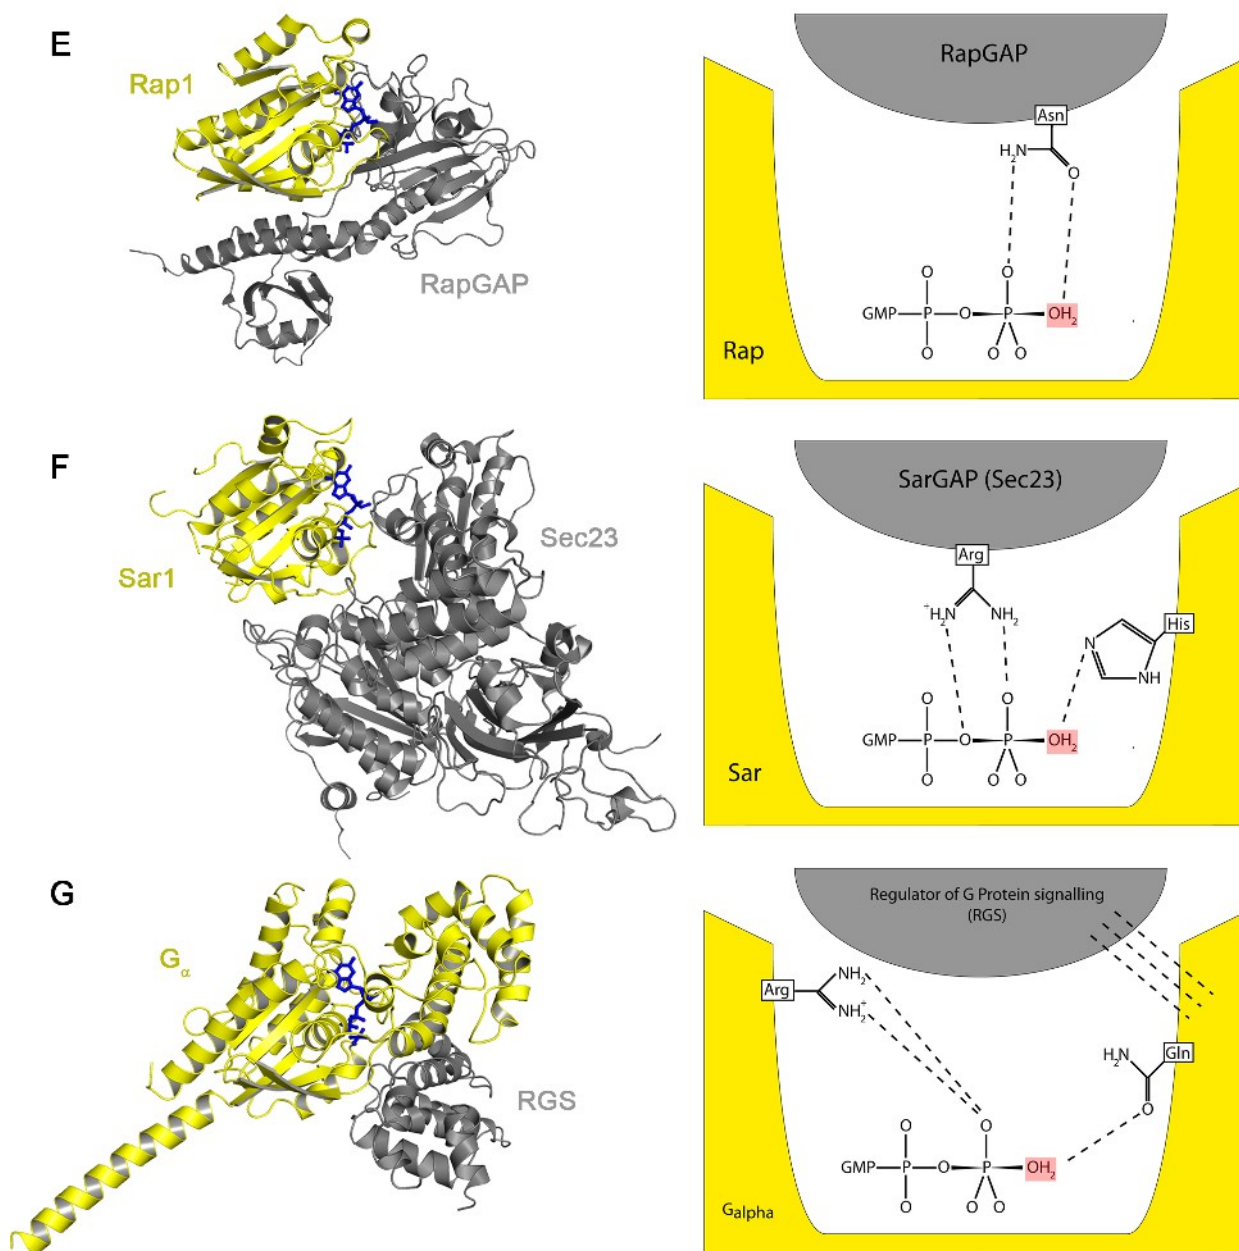 E
Rap1
RapGAP
RapGAP
Asn
H₂N
O
O O
GMP P O P OH₂
O O O
Rap
F
Sar1
Sec23
SarGAP (Sec23)
Arg
⁺H₂N NH₂
His
N
NH
O O
GMP P O P OH₂
O O O
Sar
G
Gα
RGS
Regulator of G Protein signalling
(RGS)
Arg
NH₂
NH₂⁺
H₂N
Gln
O
O O
GMP P O P OH₂
O O O
Galpha